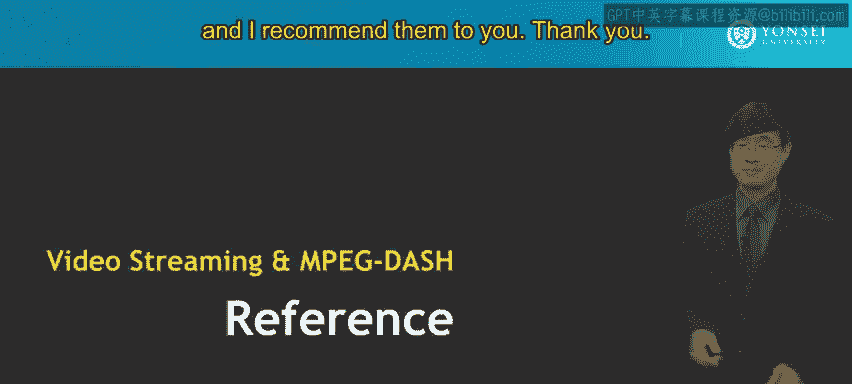 GPT中英字幕课程资源@bilibili.com
and I recommend them to you. Thank you.
YONSEI
UNIVERSITY
Video Streaming & MPEG-DASH
Reference